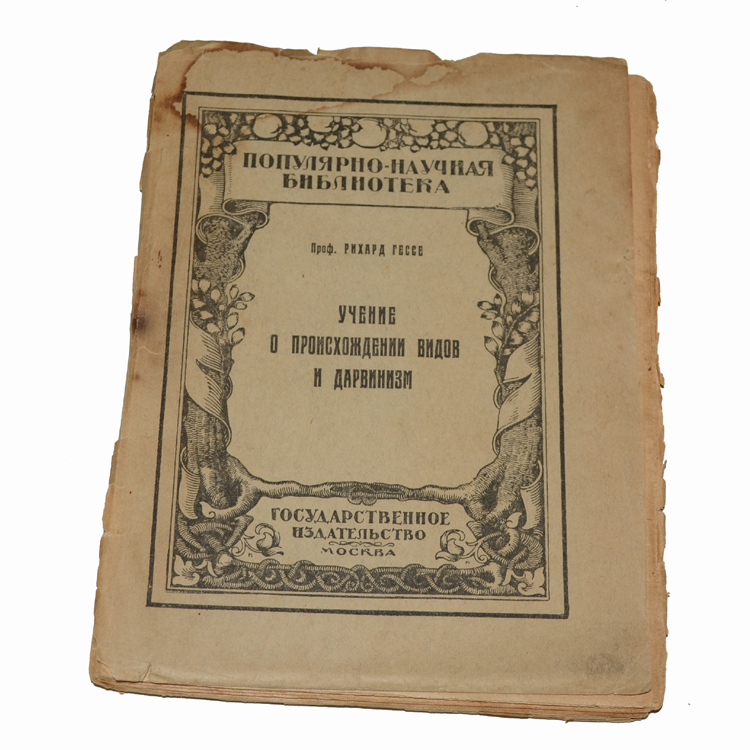 ПОПУЛЯРНО-НАУЧНАЯ
БИБЛИОТЕКА
Проф. РИХАРД ГЕССЕ
УЧЕНИЕ
О ПРОИСХОЖДЕНИИ ВИДОВ
И ДАРВИНИЗМ
ГОСУДАРСТВЕННОЕ
ИЗДАТЕЛЬСТВО
МОСКВА